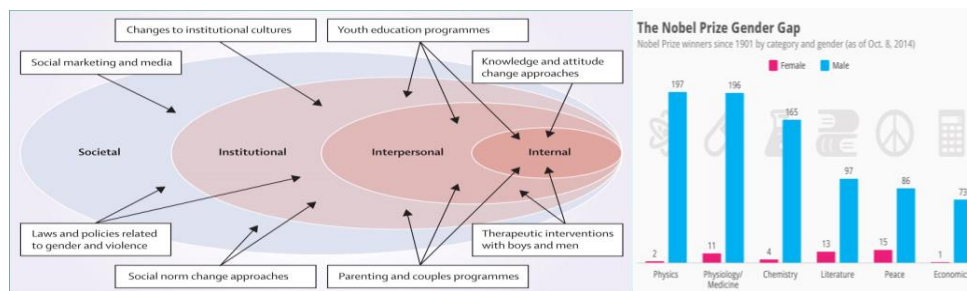 Changes to institutional cultures
Youth education programmes
Social marketing and media
Knowledge and attitude
change approaches
Societal
Institutional
Interpersonal
Internal
Laws and policies related
to gender and violence
Social norm change approaches
Parenting and couples programmes
Therapeutic interventions
with boys and men
The Nobel Prize Gender Gap
Nobel Prize winners since 1901 by category and gender (as of Oct. 8, 2014)
Female Male
197
196
165
97
86
73
2
11
4
13
15
1
Physics
Physiology/
Medicine
Chemistry
Literature
Peace
Economic